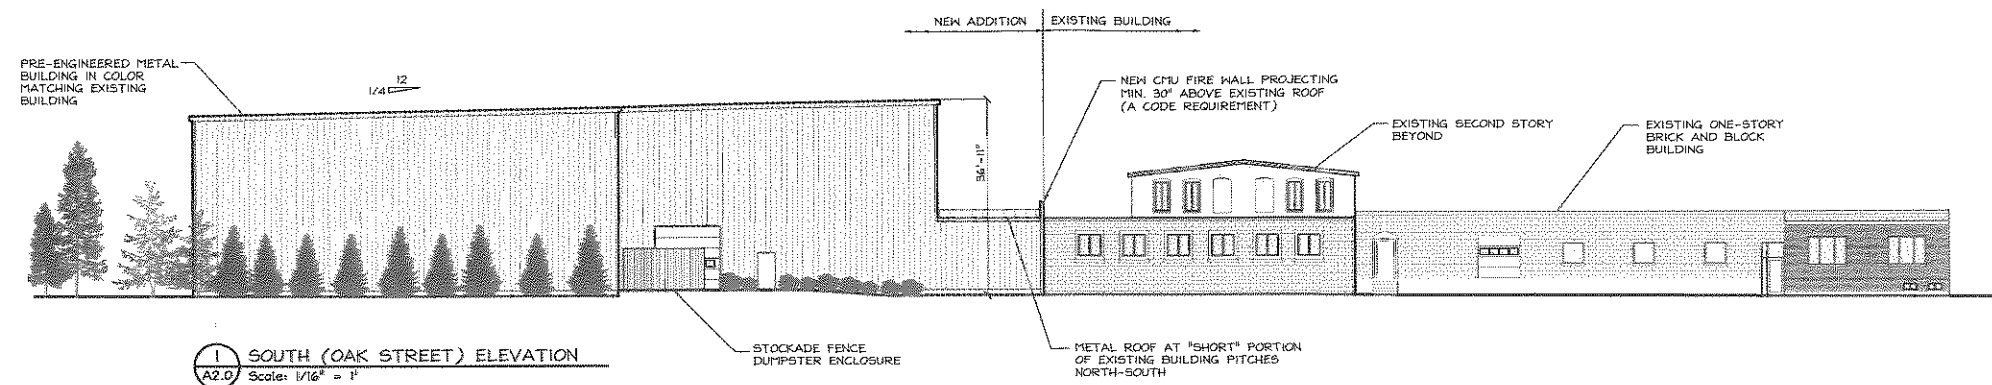 NEW ADDITION
EXISTING BUILDING
PRE-ENGINEERED METAL
BUILDING IN COLOR
MATCHING EXISTING
BUILDING
12
1/4
NEW CMU FIRE WALL PROJECTING
MIN. 30" ABOVE EXISTING ROOF
(A CODE REQUIREMENT)
EXISTING SECOND STORY
BEYOND
EXISTING ONE-STORY
BRICK AND BLOCK
BUILDING
36'-11"
STOCKADE FENCE
DUMPSTER ENCLOSURE
METAL ROOF AT "SHORT" PORTION
OF EXISTING BUILDING PITCHES
NORTH-SOUTH
1
A2.0
SOUTH (OAK STREET) ELEVATION
Scale: 1/16" = 1'